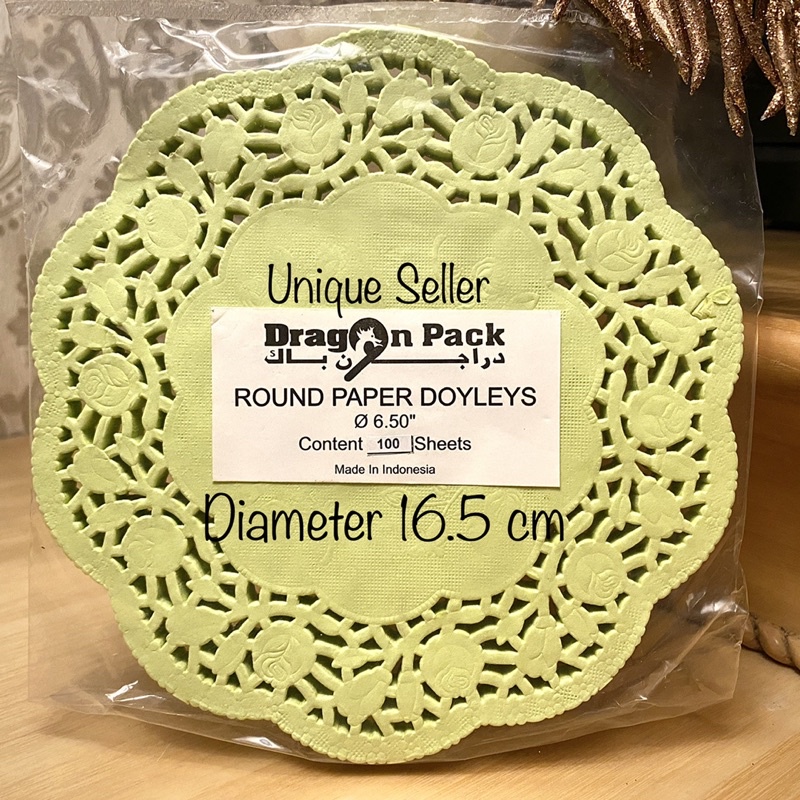 Unique Seller
Dragon Pack
دراجن باك
ROUND PAPER DOYLEYS
Ø 6.50"
Content 100 Sheets
Made In Indonesia
Diameter 16.5 cm